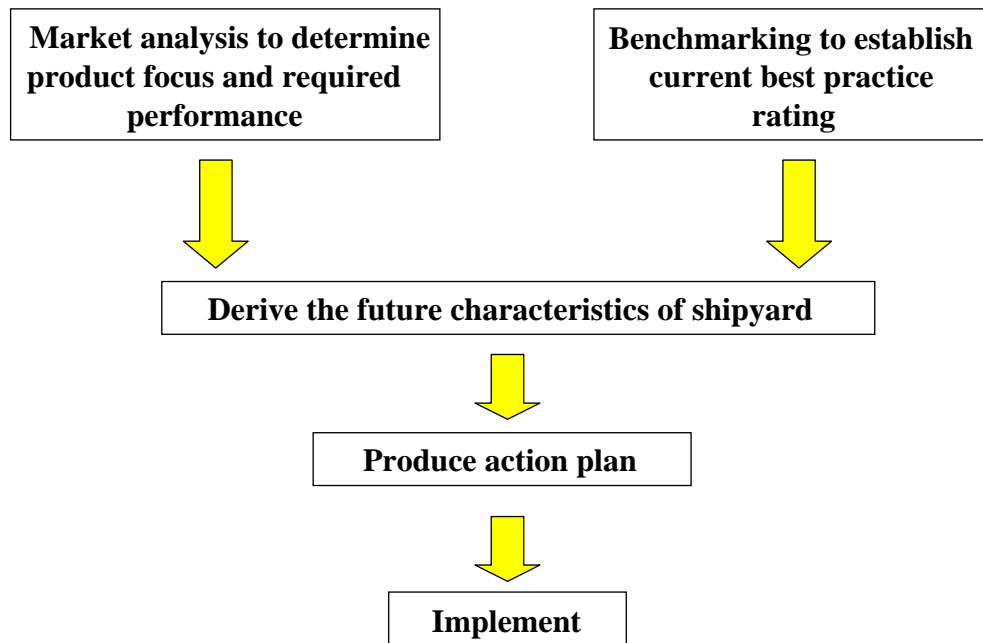 Market analysis to determine
product focus and required
performance
Benchmarking to establish
current best practice
rating
Derive the future characteristics of shipyard
Produce action plan
Implement